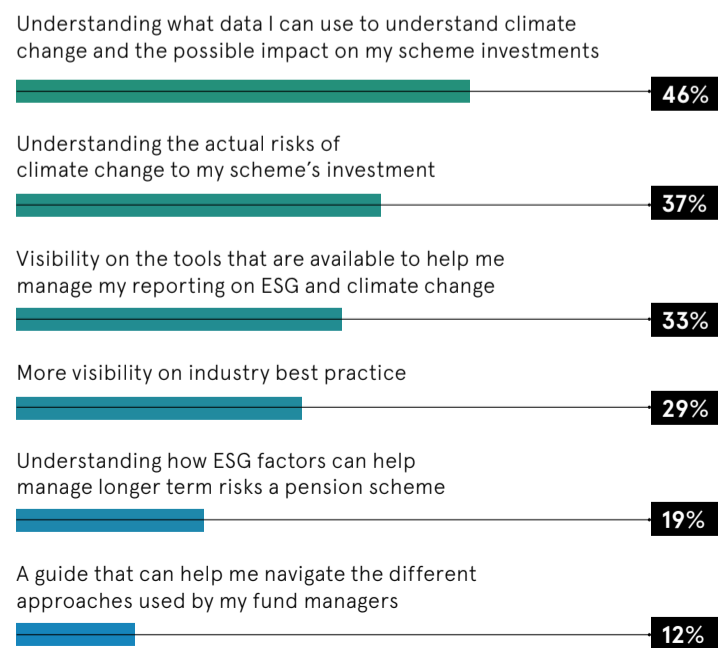 Understanding what data I can use to understand climate
change and the possible impact on my scheme investments
46%
Understanding the actual risks of
climate change to my scheme's investment
37%
Visibility on the tools that are available to help me
manage my reporting on ESG and climate change
33%
More visibility on industry best practice
29%
Understanding how ESG factors can help
manage longer term risks a pension scheme
19%
A guide that can help me navigate the different
approaches used by my fund managers
12%